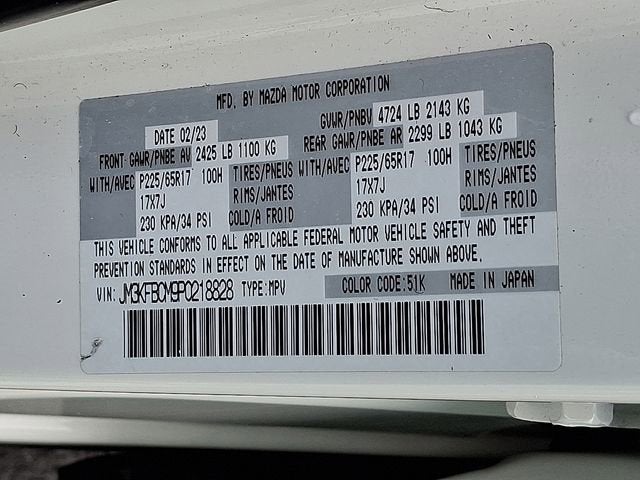 MFD. BY MAZDA MOTOR CORPORATION
DATE 02/23 GVWR/PNBV 4724 LB 2143 KG
FRONT GAWR/PNBE AV 2425 LB 1100 KG REAR GAWR/PNBE AR 2299 LB 1043 KG
WITH/AVEC P225/65R17 100H TIRES/PNEUS WITH/AVEC P225/65R17 100H TIRES/PNEUS
17X7J RIMS/JANTES 17X7J RIMS/JANTES
230 KPA/34 PSI COLD/A FROID 230 KPA/34 PSI COLD/A FROID
THIS VEHICLE CONFORMS TO ALL APPLICABLE FEDERAL MOTOR VEHICLE SAFETY AND THEFT
PREVENTION STANDARDS IN EFFECT ON THE DATE OF MANUFACTURE SHOWN ABOVE.
VIN: JM3KFBCM9P0218828 TYPE:MPV COLOR CODE:51K MADE IN JAPAN